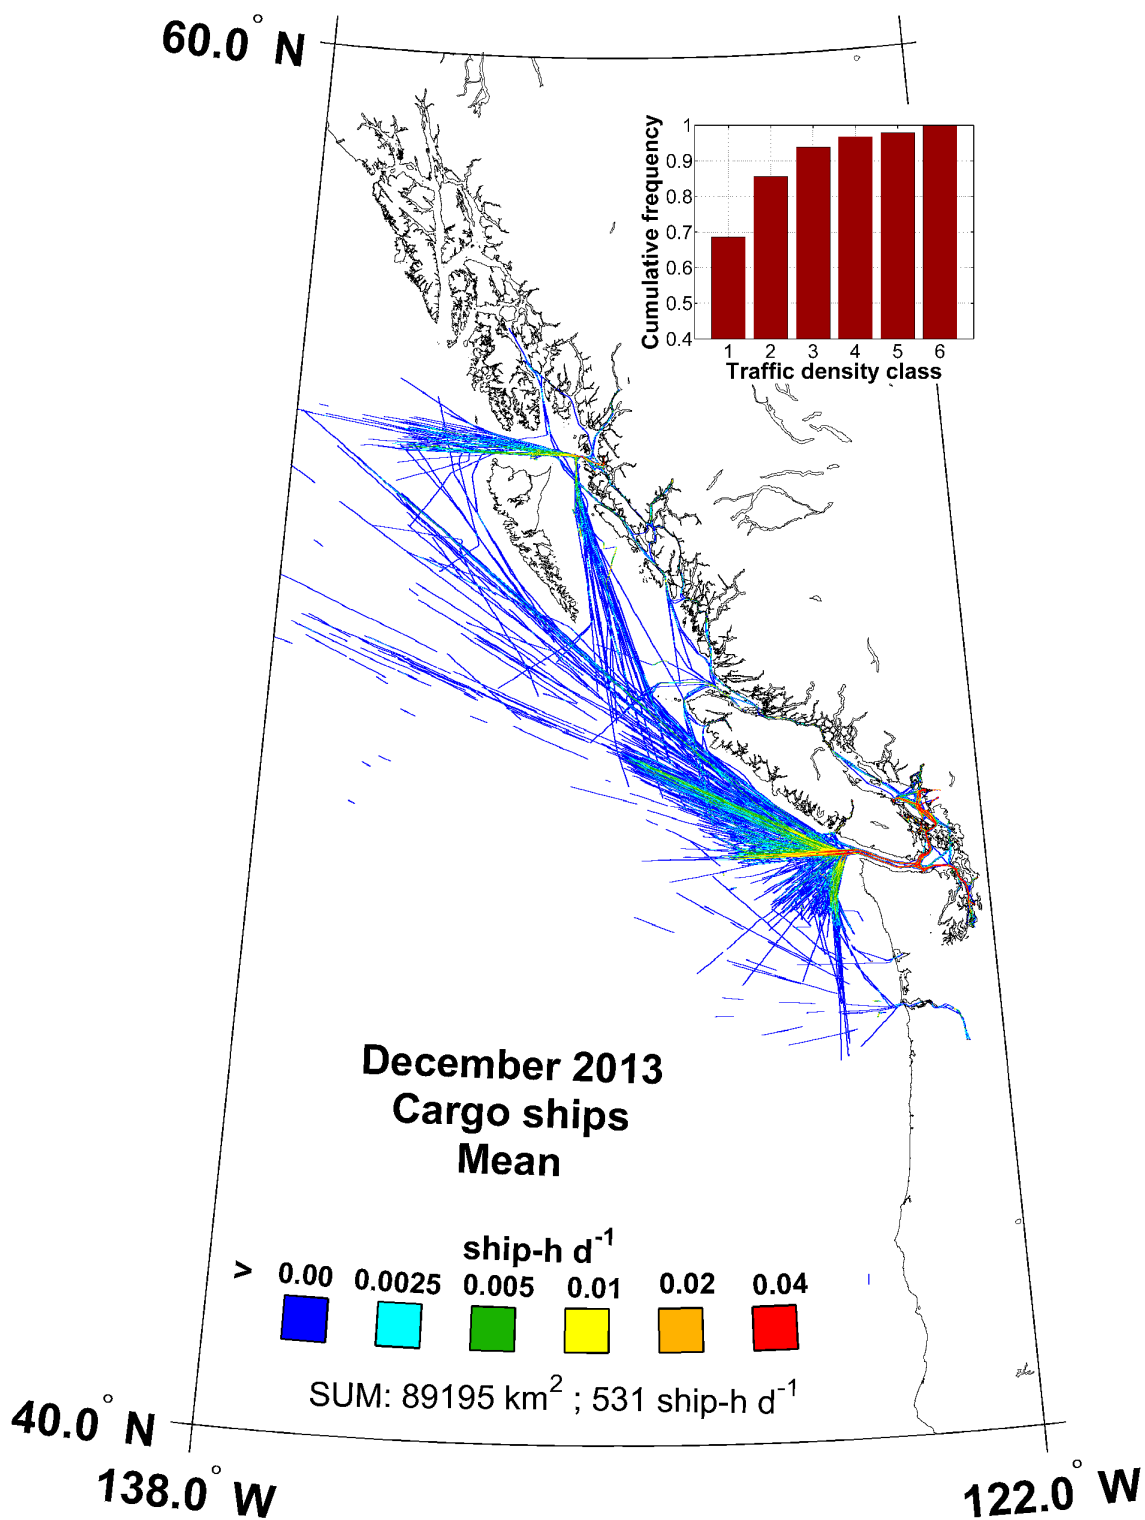 60.0° N
Cumulative frequency
1
0.9
0.8
0.7
0.6
0.5
0.4
1 2 3 4 5 6
Traffic density class
December 2013
Cargo ships
Mean
ship-h d⁻¹
> 0.00 0.0025 0.005 0.01 0.02 0.04
SUM: 89195 km² ; 531 ship-h d⁻¹
40.0° N
138.0° W
122.0° W